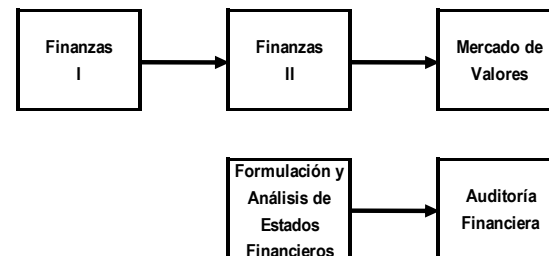 Finanzas
I
Finanzas
II
Mercado de
Valores
Formulación y
Análisis de
Estados
Financieros
Auditoría
Financiera